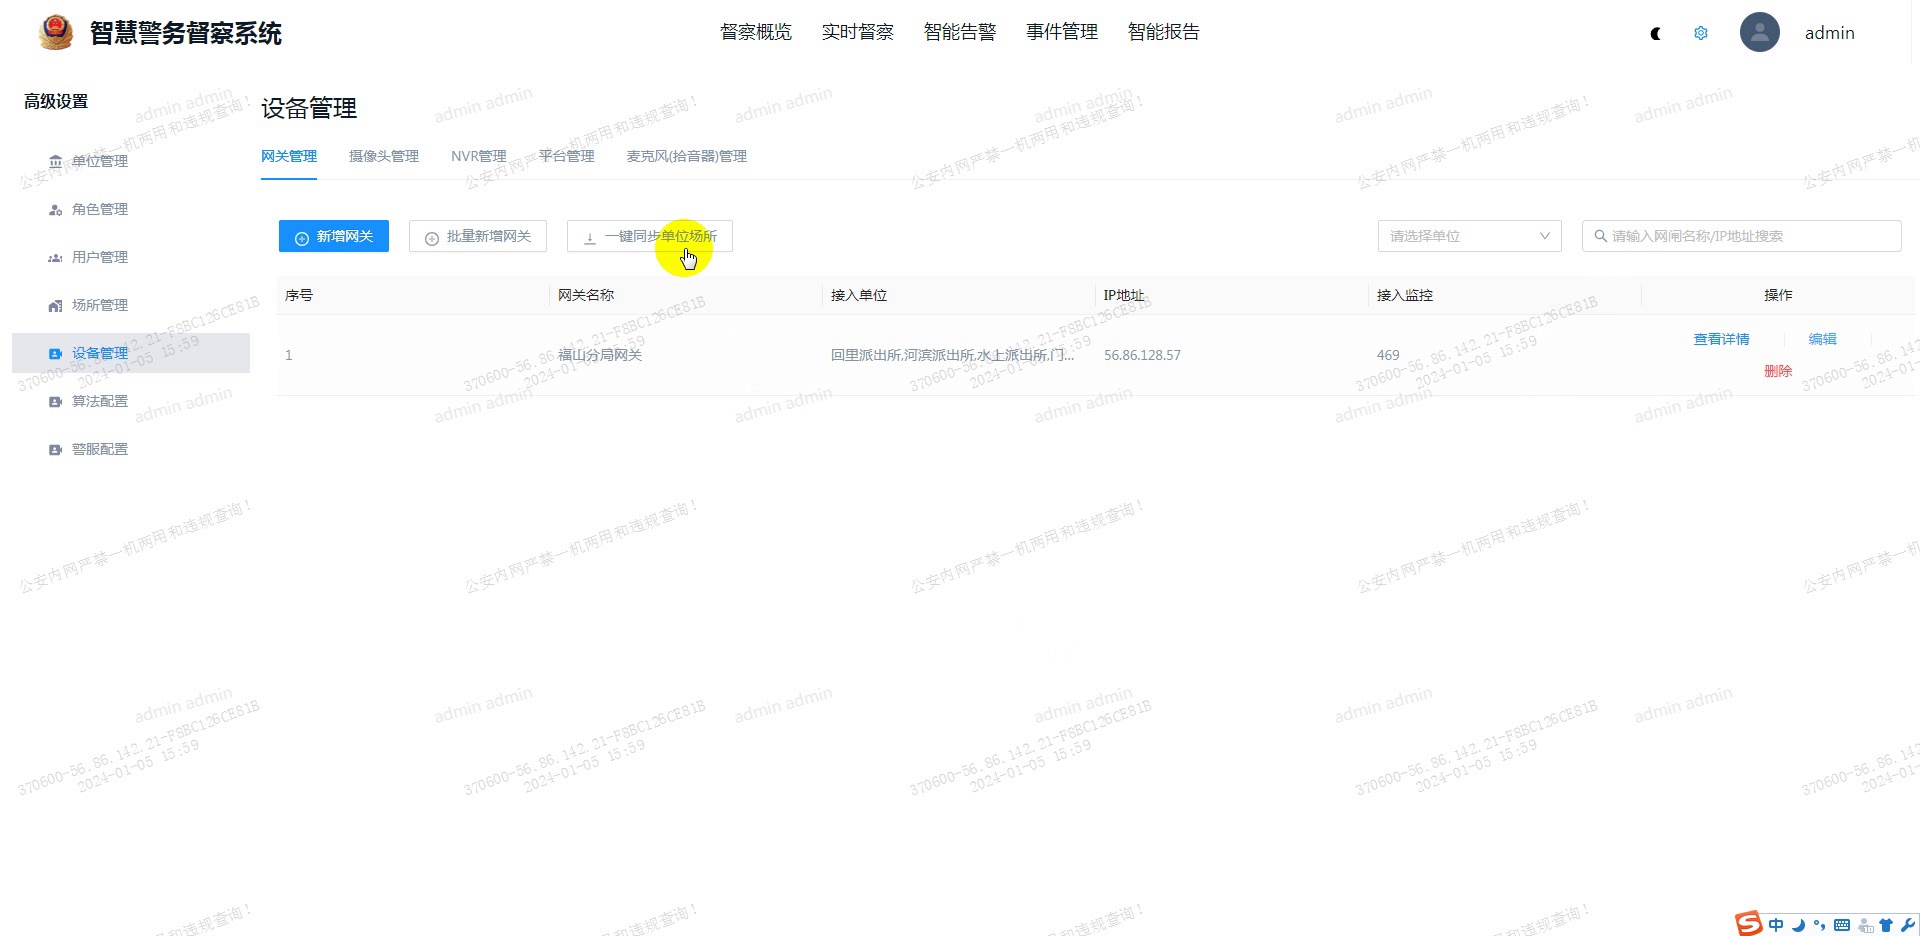 智慧警务督察系统
督察概览 实时督察 智能告警 事件管理 智能报告
admin
高级设置
单位管理
角色管理
用户管理
场所管理
设备管理
算法配置
警服配置
设备管理
网关管理 摄像头管理 NVR管理 平台管理 麦克风(拾音器)管理
新增网关 批量新增网关 一键同步单位场所 请选择单位 请输入网闸名称/IP地址搜索
序号 网关名称 接入单位 IP地址 接入监控 操作
1 福山分局网关 回里派出所,河滨派出所,水上派出所,门... 56.86.128.57 469 查看详情 编辑
删除
admin admin
公安内网严禁一机两用和违规查询！
370600-56.86.142.21-F8BC126CE81B
2024-01-05 15:59
中